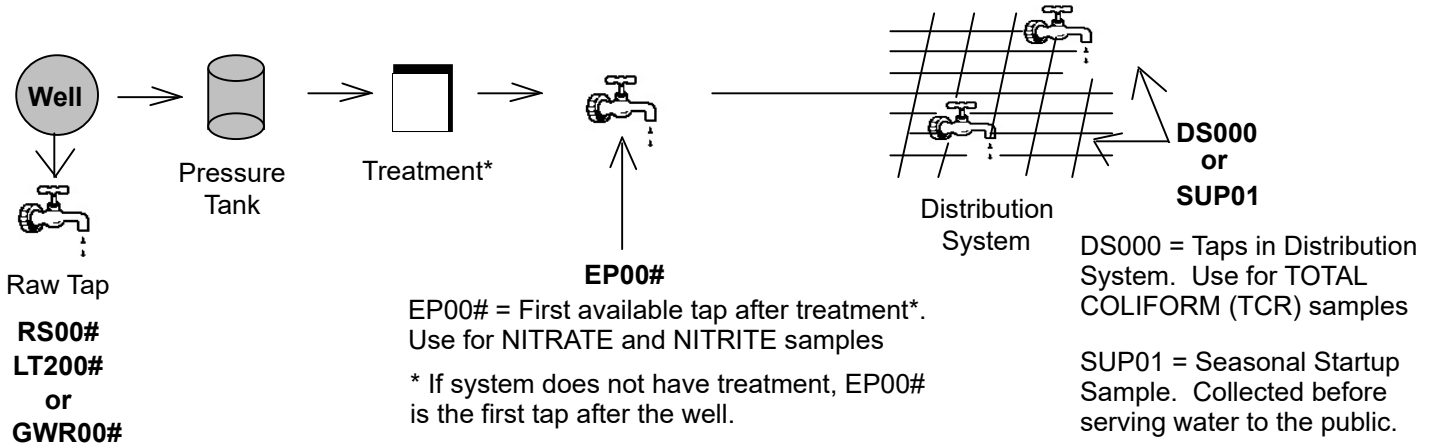 Well
Pressure
Tank
Treatment*
Raw Tap
RS00#
LT200#
or
GWR00#
EP00#
EP00# = First available tap after treatment*.
Use for NITRATE and NITRITE samples
* If system does not have treatment, EP00#
is the first tap after the well.
Distribution
System
DS000
or
SUP01
DS000 = Taps in Distribution
System. Use for TOTAL
COLIFORM (TCR) samples
SUP01 = Seasonal Startup
Sample. Collected before
serving water to the public.